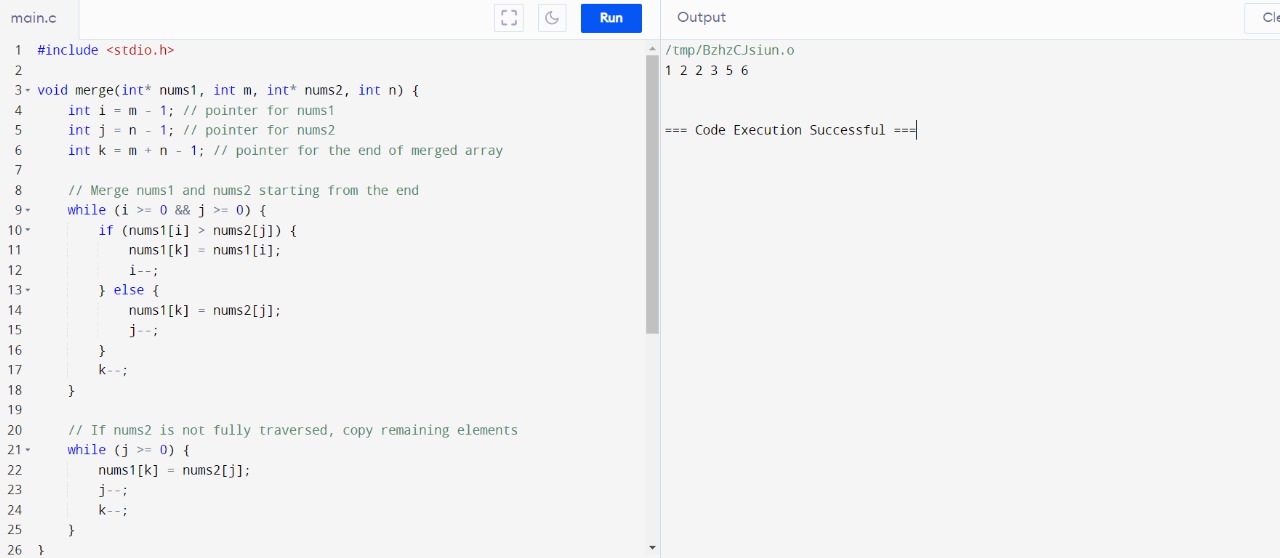 main.c
Run
Output
1 #include <stdio.h>
2
3 void merge(int* nums1, int m, int* nums2, int n) {
4     int i = m - 1; // pointer for nums1
5     int j = n - 1; // pointer for nums2
6     int k = m + n - 1; // pointer for the end of merged array
7
8     // Merge nums1 and nums2 starting from the end
9     while (i >= 0 && j >= 0) {
10         if (nums1[i] > nums2[j]) {
11             nums1[k] = nums1[i];
12             i--;
13         } else {
14             nums1[k] = nums2[j];
15             j--;
16         }
17         k--;
18     }
19
20     // If nums2 is not fully traversed, copy remaining elements
21     while (j >= 0) {
22         nums1[k] = nums2[j];
23         j--;
24         k--;
25     }
26 }
/tmp/BzhzCJsiun.o
1 2 2 3 5 6
=== Code Execution Successful ===